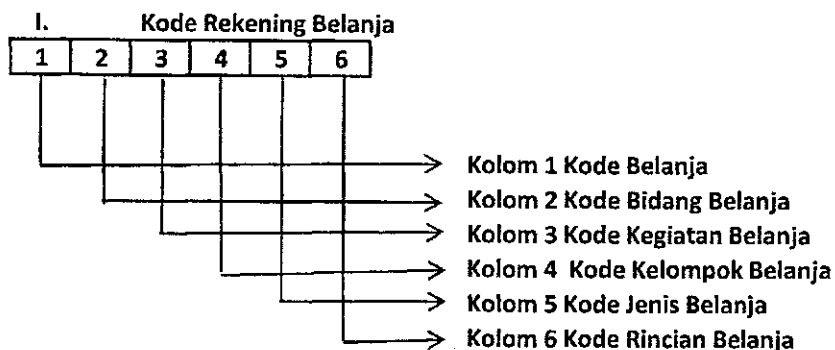 I. Kode Rekening Belanja
1 2 3 4 5 6
Kolom 1 Kode Belanja
Kolom 2 Kode Bidang Belanja
Kolom 3 Kode Kegiatan Belanja
Kolom 4 Kode Kelompok Belanja
Kolom 5 Kode Jenis Belanja
Kolom 6 Kode Rincian Belanja